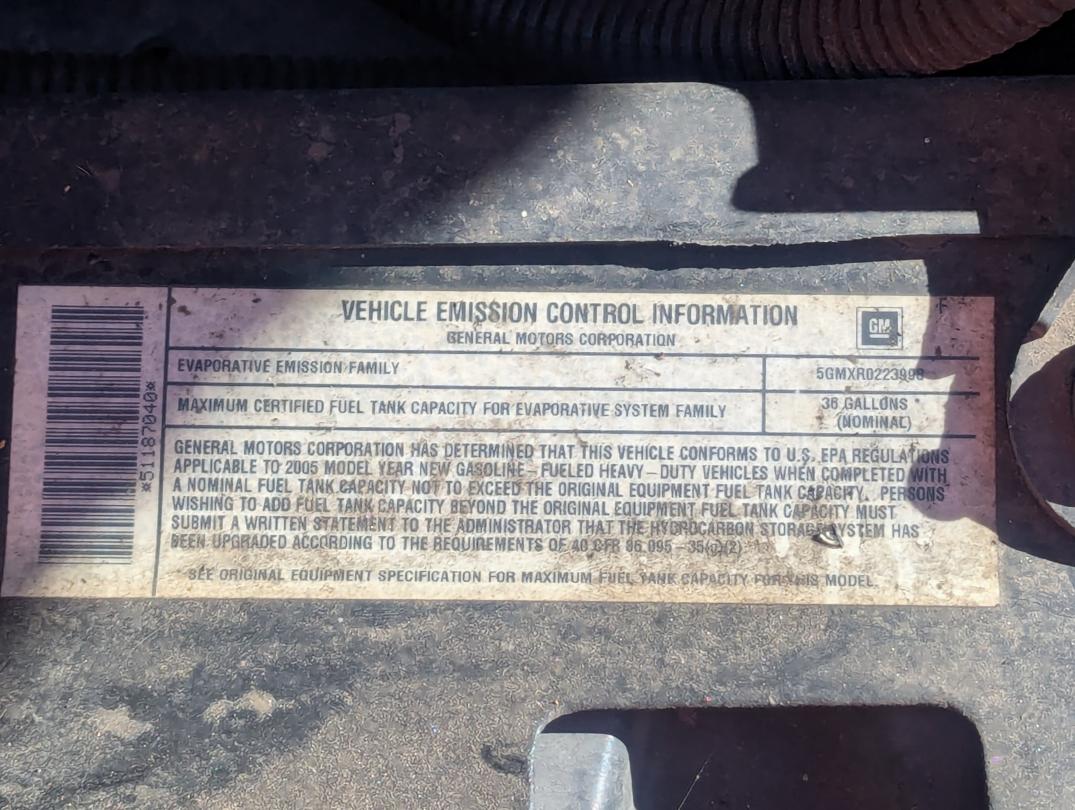 VEHICLE EMISSION CONTROL INFORMATION
GENERAL MOTORS CORPORATION
GM
F
EVAPORATIVE EMISSION FAMILY
5GMXR0223998
MAXIMUM CERTIFIED FUEL TANK CAPACITY FOR EVAPORATIVE SYSTEM FAMILY
36 GALLONS
(NOMINAL)
*51187040*
GENERAL MOTORS CORPORATION HAS DETERMINED THAT THIS VEHICLE CONFORMS TO U.S. EPA REGULATIONS
APPLICABLE TO 2005 MODEL YEAR NEW GASOLINE-FUELED HEAVY-DUTY VEHICLES WHEN COMPLETED WITH
A NOMINAL FUEL TANK CAPACITY NOT TO EXCEED THE ORIGINAL EQUIPMENT FUEL TANK CAPACITY. PERSONS
WISHING TO ADD FUEL TANK CAPACITY BEYOND THE ORIGINAL EQUIPMENT FUEL TANK CAPACITY MUST
SUBMIT A WRITTEN STATEMENT TO THE ADMINISTRATOR THAT THE HYDROCARBON STORAGE SYSTEM HAS
BEEN UPGRADED ACCORDING TO THE REQUIREMENTS OF 40 CFR 86.095-35(g)(2)
SEE ORIGINAL EQUIPMENT SPECIFICATION FOR MAXIMUM FUEL TANK CAPACITY FOR THIS MODEL.